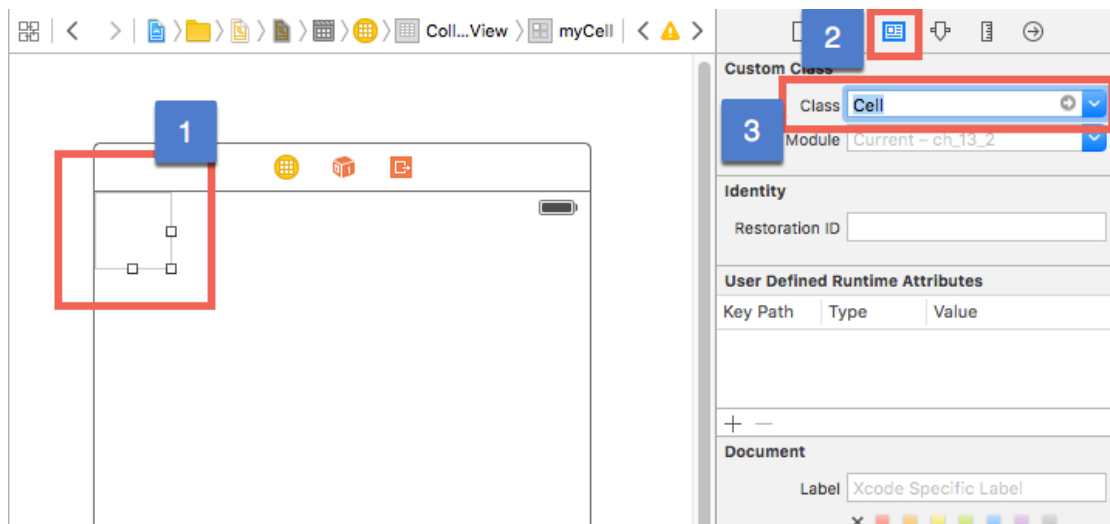 Coll...View
myCell
1
2
3
Custom Class
Class Cell
Module Current – ch_13_2
Identity
Restoration ID
User Defined Runtime Attributes
Key Path Type Value
Document
Label Xcode Specific Label